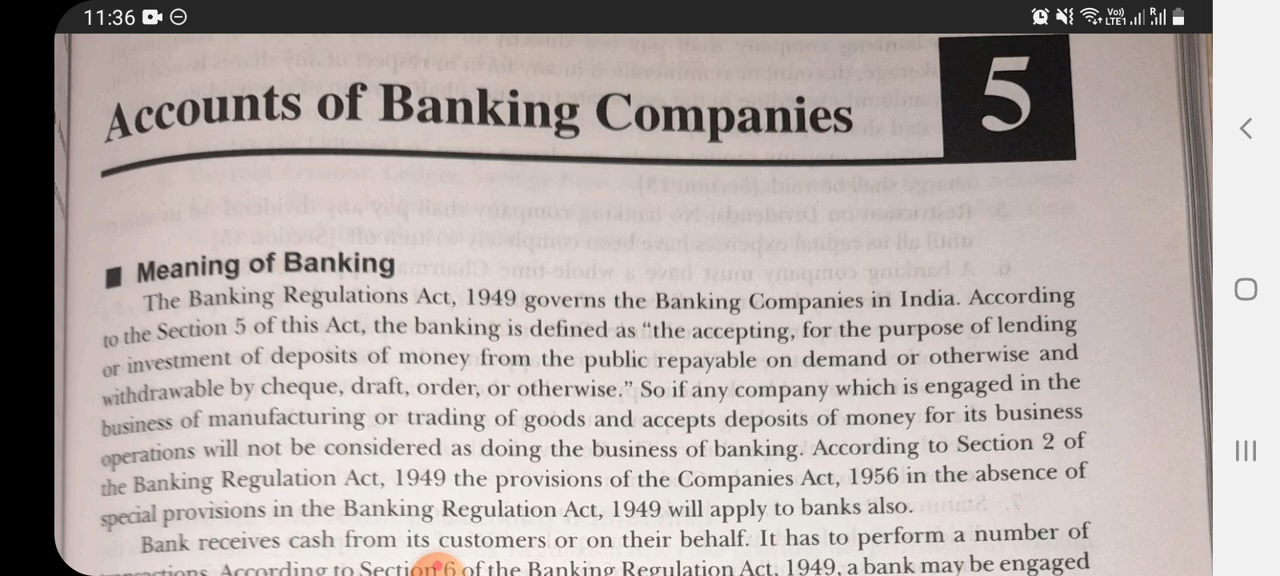 11:36
Vo)) LTE1 R
Accounts of Banking Companies
5
Meaning of Banking
The Banking Regulations Act, 1949 governs the Banking Companies in India. According
to the Section 5 of this Act, the banking is defined as “the accepting, for the purpose of lending
or investment of deposits of money from the public repayable on demand or otherwise and
withdrawable by cheque, draft, order, or otherwise.” So if any company which is engaged in the
business of manufacturing or trading of goods and accepts deposits of money for its business
operations will not be considered as doing the business of banking. According to Section 2 of
the Banking Regulation Act, 1949 the provisions of the Companies Act, 1956 in the absence of
special provisions in the Banking Regulation Act, 1949 will apply to banks also.
Bank receives cash from its customers or on their behalf. It has to perform a number of
According to Section 6 of the Banking Regulation Act, 1949, a bank may be engaged